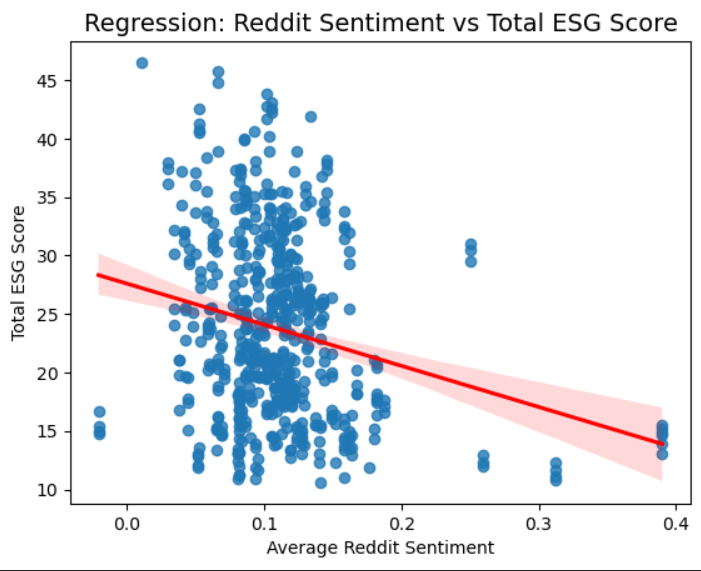 Regression: Reddit Sentiment vs Total ESG Score
45
40
35
30
25
20
15
10
Total ESG Score
0.0 0.1 0.2 0.3 0.4
Average Reddit Sentiment